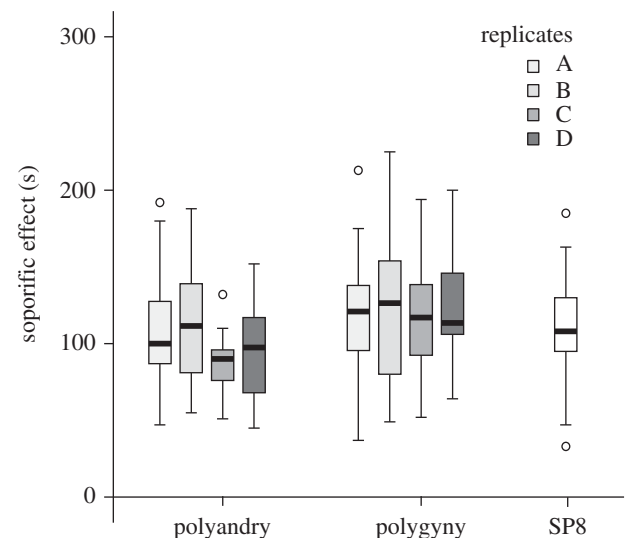 300
200
100
0
soporific effect (s)
replicates
A
B
C
D
polyandry
polygyny
SP8